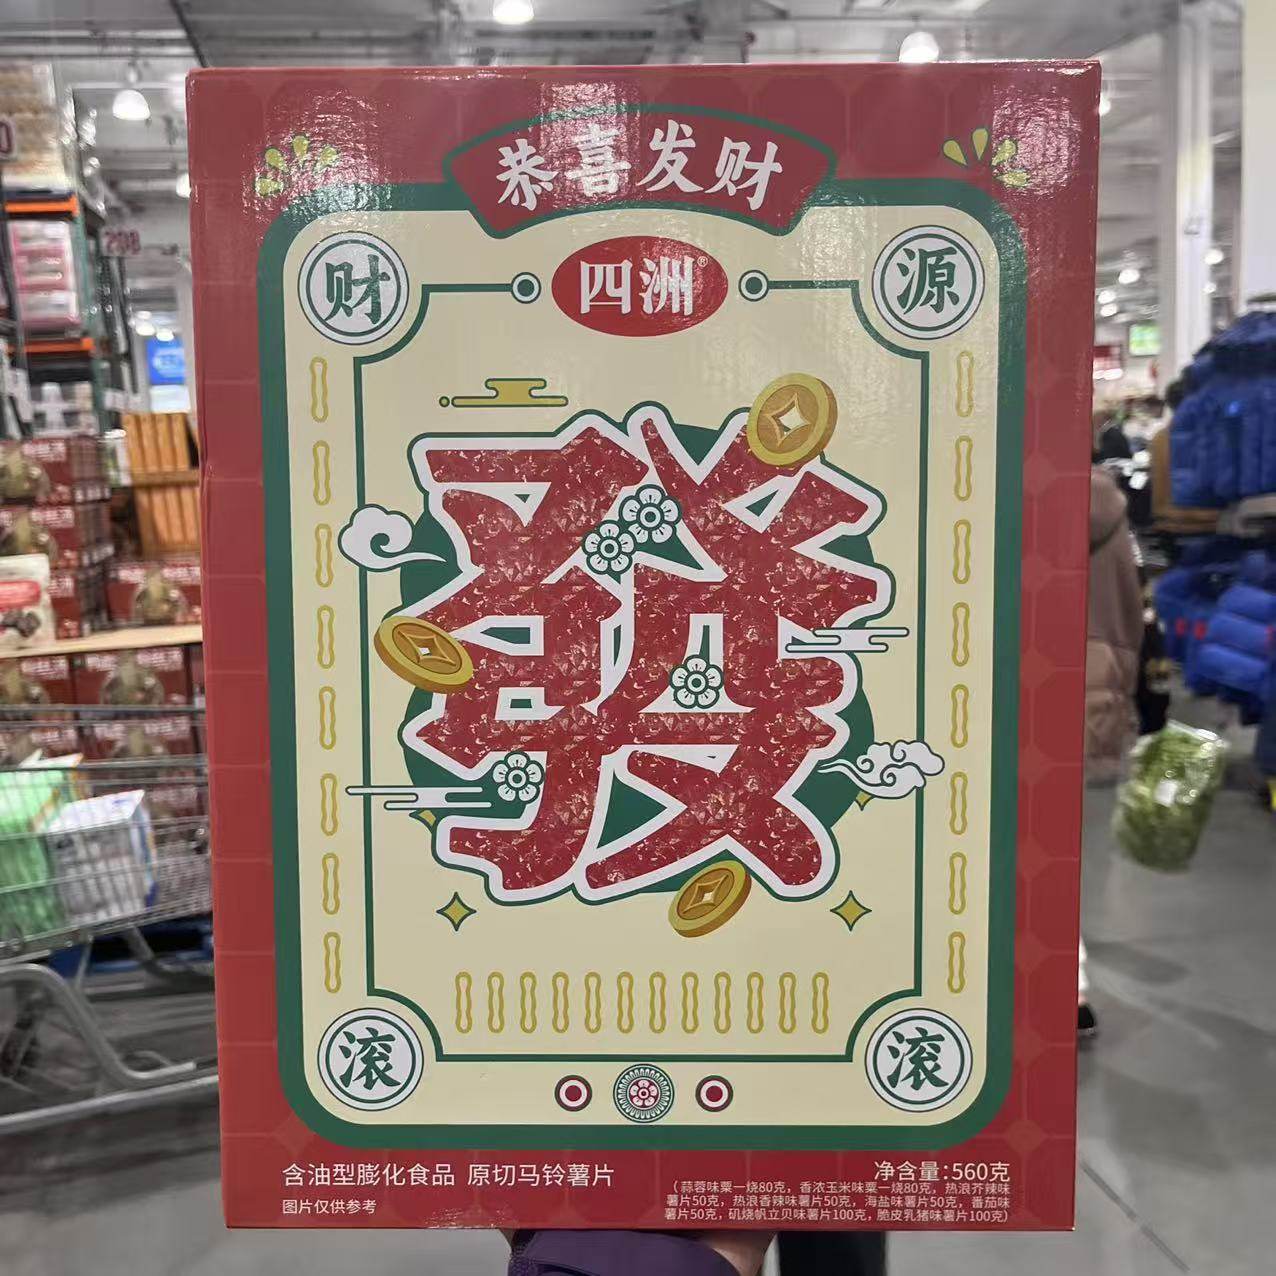 恭喜发财
财 源
四洲®
發
滚 滚
含油型膨化食品 原切马铃薯片
图片仅供参考
净含量:560克
(蒜蓉味粟一烧80克，香浓玉米味粟一烧80克，热浪芥辣味
薯片50克，热浪香辣味薯片50克，海盐味薯片50克，番茄味
薯片50克，矶烧帆立贝味薯片100克，脆皮乳猪味薯片100克)
208